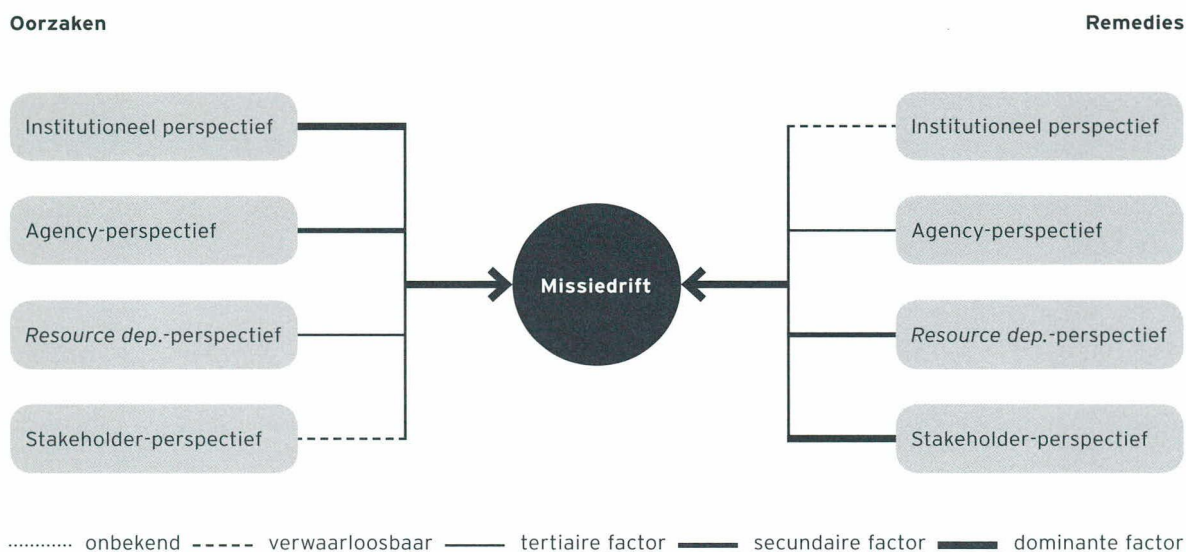 Oorzaken
Remedies
Institutioneel perspectief
Institutioneel perspectief
Agency-perspectief
Agency-perspectief
Missiedrift
Resource dep.-perspectief
Resource dep.-perspectief
Stakeholder-perspectief
Stakeholder-perspectief
onbekend verwaarloosbaar tertiaire factor secundaire factor dominante factor